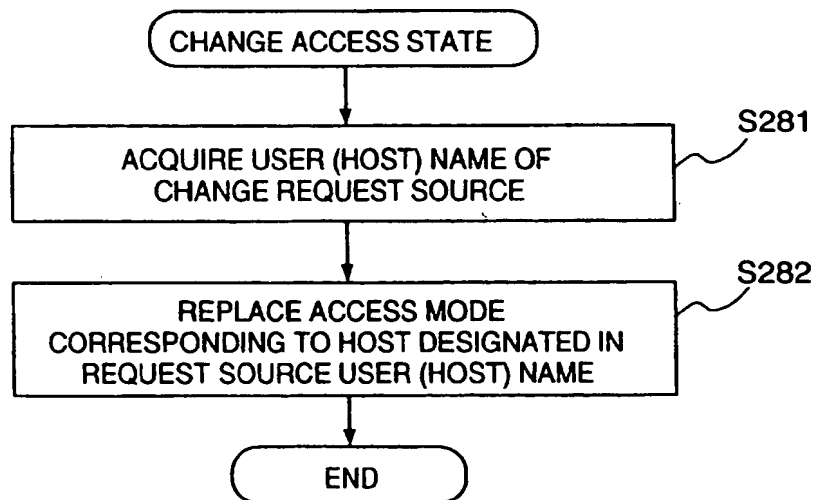 CHANGE ACCESS STATE
S281
ACQUIRE USER (HOST) NAME OF
CHANGE REQUEST SOURCE
S282
REPLACE ACCESS MODE
CORRESPONDING TO HOST DESIGNATED IN
REQUEST SOURCE USER (HOST) NAME
END